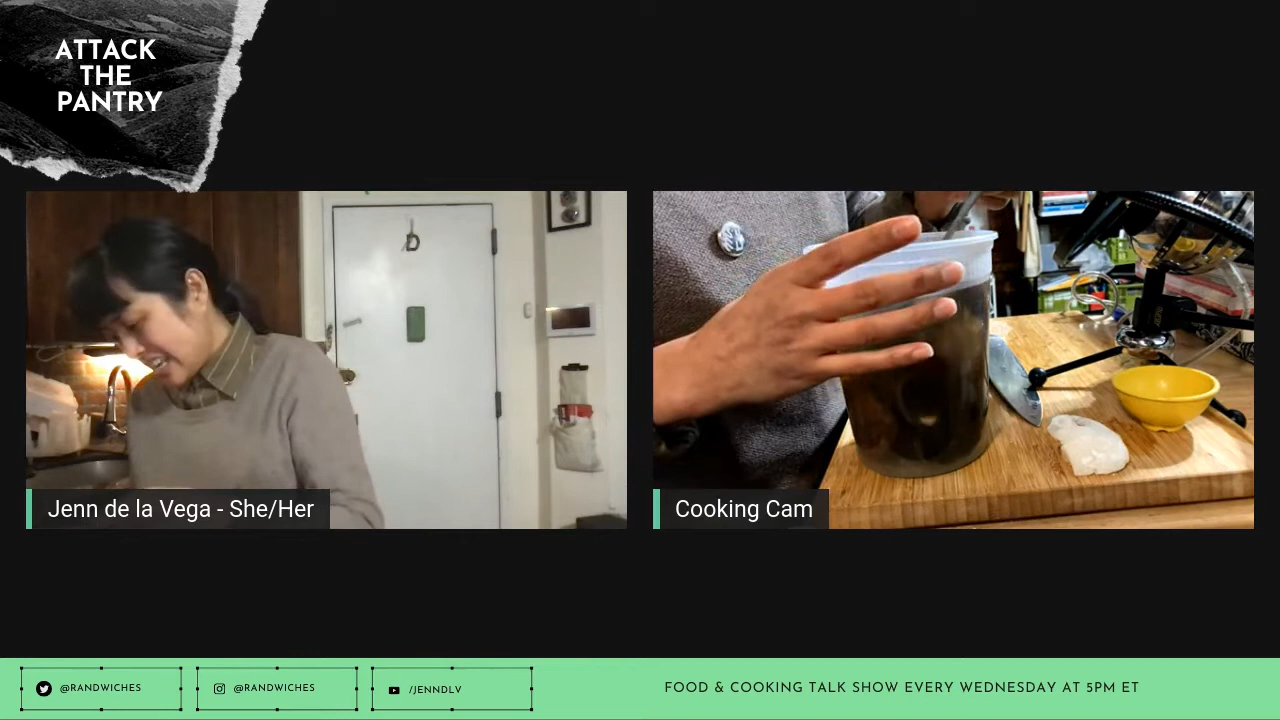 ATTACK
THE
PANTRY
Jenn de la Vega - She/Her
Cooking Cam
@RANDWICHES
@RANDWICHES
/JENNDLV
FOOD & COOKING TALK SHOW EVERY WEDNESDAY AT 5PM ET